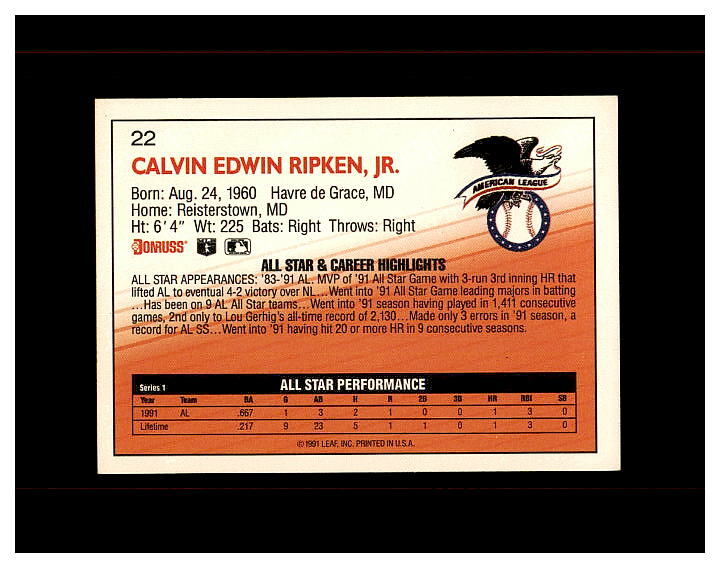 22
CALVIN EDWIN RIPKEN, JR.
AMERICAN LEAGUE
Born: Aug. 24, 1960 Havre de Grace, MD
Home: Reisterstown, MD
Ht: 6'4" Wt: 225 Bats: Right Throws: Right
DONRUSS
ALL STAR & CAREER HIGHLIGHTS
ALL STAR APPEARANCES: '83-'91 AL. MVP of '91 All Star Game with 3-run 3rd inning HR that
lifted AL to eventual 4-2 victory over NL...Went into '91 All Star Game leading majors in batting
...Has been on 9 AL All Star teams...Went into '91 season having played in 1,411 consecutive
games, 2nd only to Lou Gerhig's all-time record of 2,130...Made only 3 errors in '91 season, a
record for AL SS...Went into '91 having hit 20 or more HR in 9 consecutive seasons.
Series 1 ALL STAR PERFORMANCE
Year Team BA G AB H R 2B 3B HR RBI SB
1991 AL .667 1 3 2 1 0 0 1 3 0
Lifetime .217 9 23 5 1 1 0 1 3 0
© 1991 LEAF, INC. PRINTED IN U.S.A.